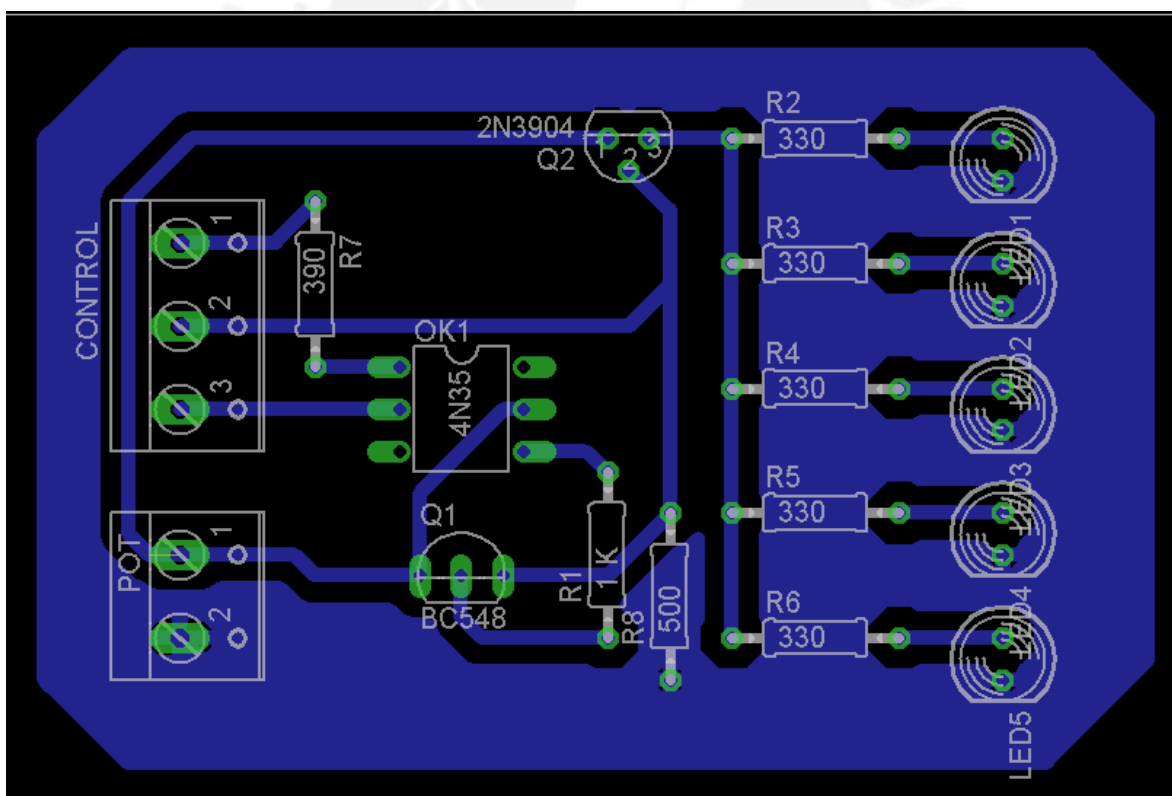 R2
330
2N3904
Q2
1 2 3
LED1
R3
330
CONTROL
1
2
3
R7
390
LED2
OK1
4N35
R4
330
LED3
R5
330
Q1
BC548
POT
1
2
R1
1 K
R8
500
LED4
R6
330
LED5